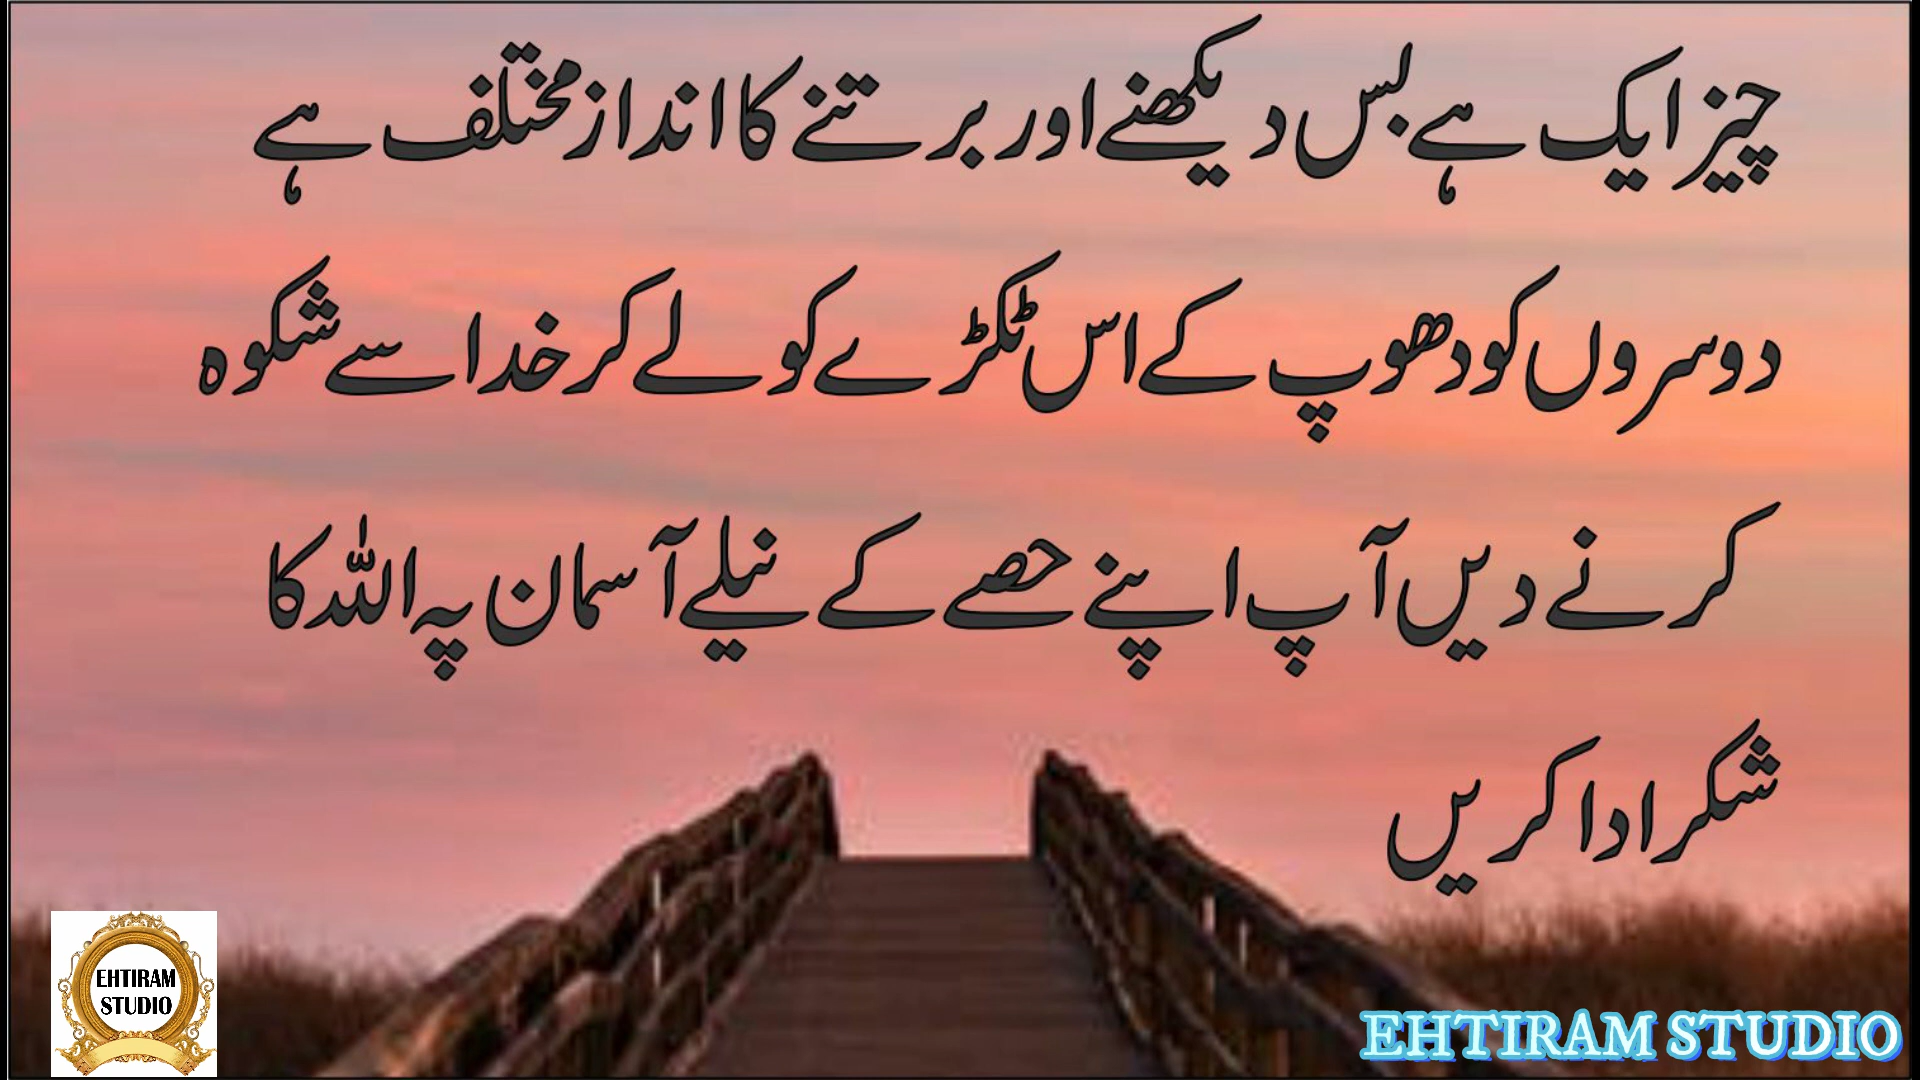 چیز ایک ہے بس دیکھنے اور برتنے کا انداز مختلف ہے
دوسروں کو دھوپ کے اس ٹکڑے کو لے کر خدا سے شکوہ
کرنے دیں آپ اپنے حصے کے نیلے آسمان پہ اللہ کا
شکر ادا کریں
EHTIRAM
STUDIO
EHTIRAM STUDIO